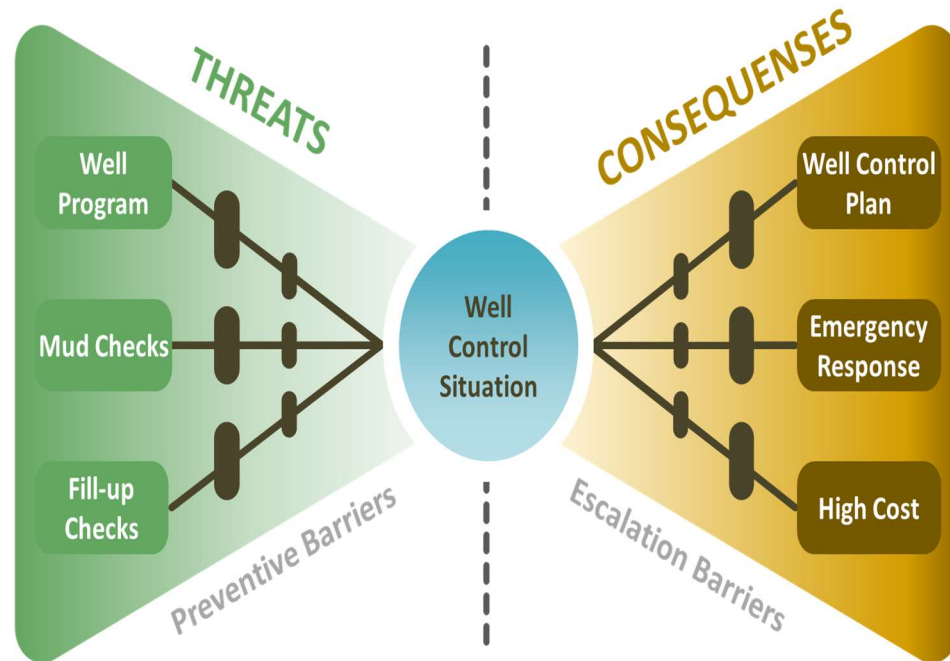 THREATS
Well
Program
Mud Checks
Fill-up
Checks
Preventive Barriers
Well
Control
Situation
CONSEQUENSES
Well Control
Plan
Emergency
Response
High Cost
Escalation Barriers